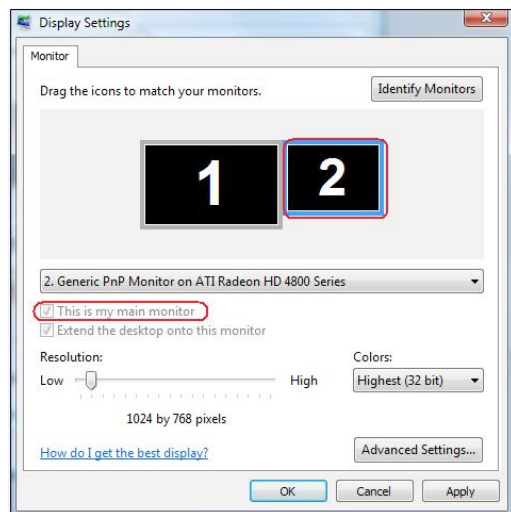 Display Settings
Monitor
Drag the icons to match your monitors.
Identify Monitors
1
2
2. Generic PnP Monitor on ATI Radeon HD 4800 Series
This is my main monitor
Extend the desktop onto this monitor
Resolution:
Colors:
Low
High
Highest (32 bit)
1024 by 768 pixels
How do I get the best display?
Advanced Settings...
OK
Cancel
Apply